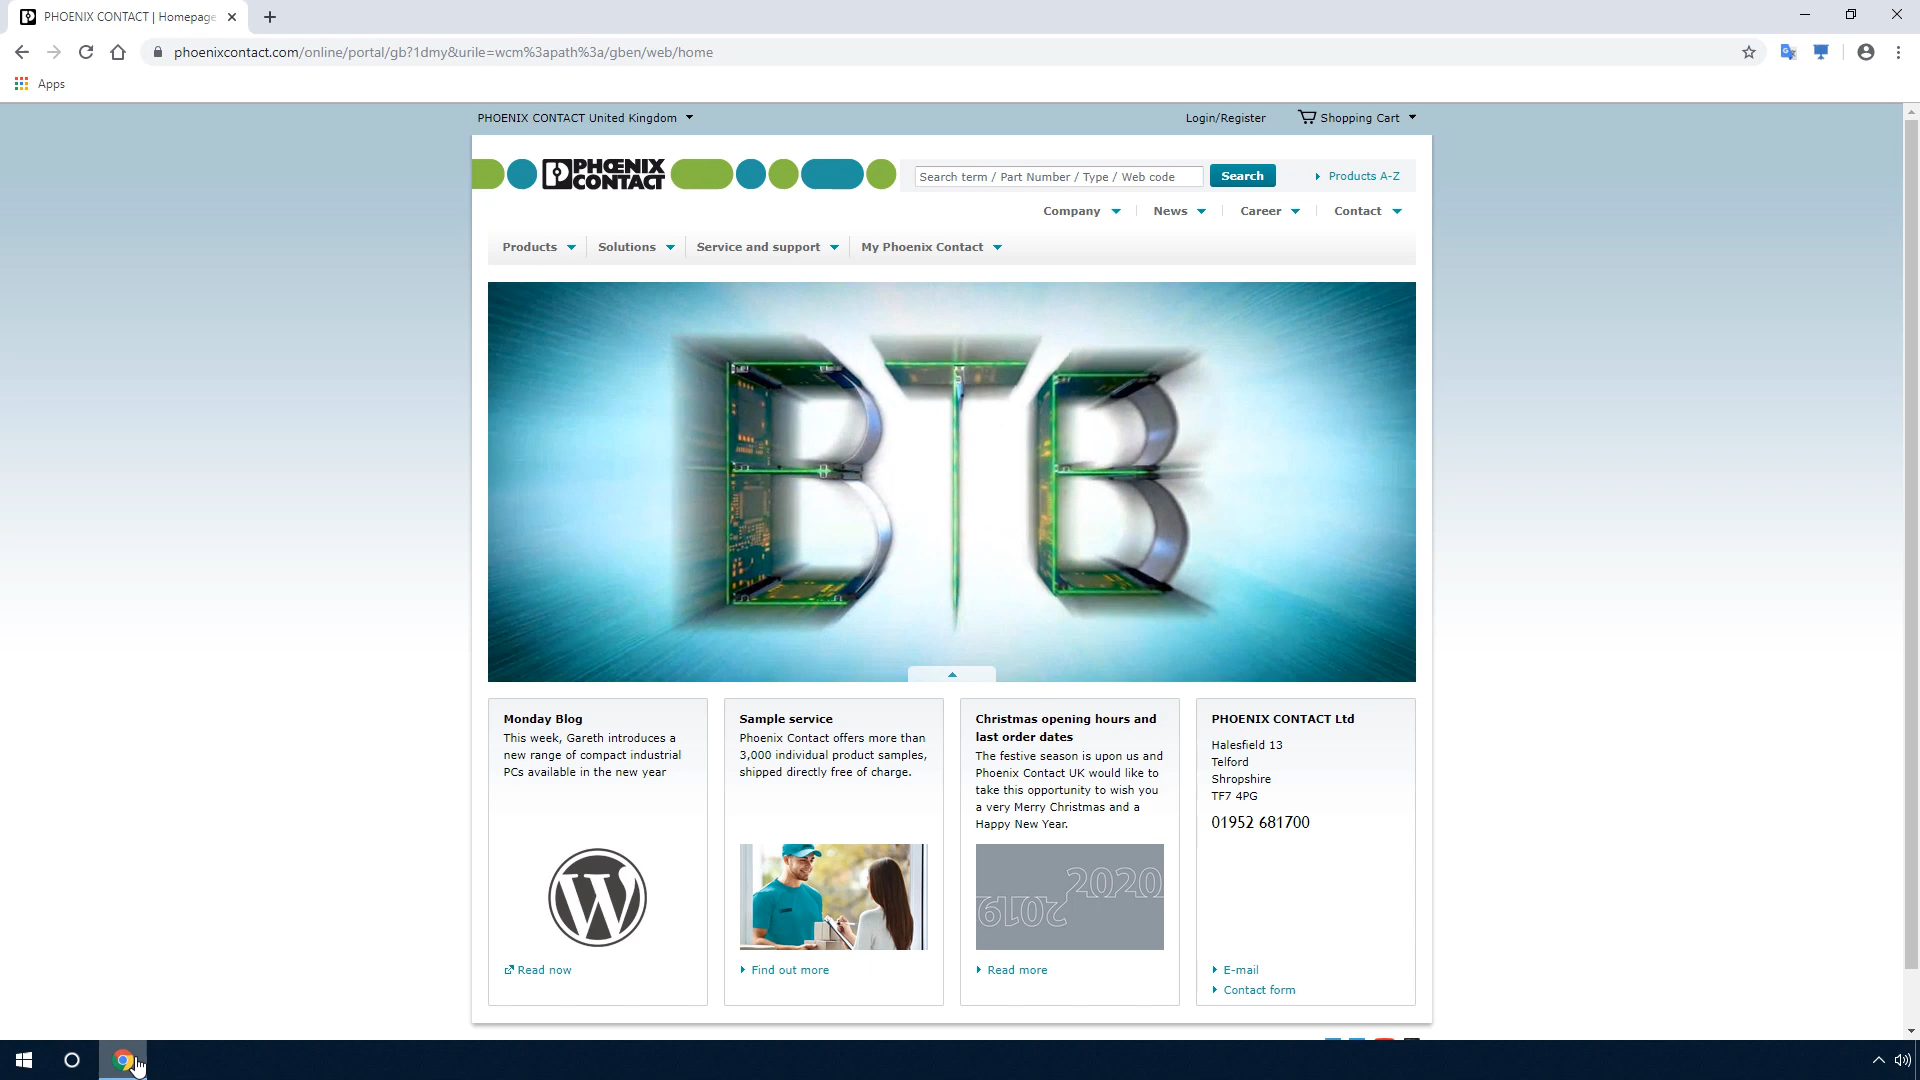 PHOENIX CONTACT | Homepage
phoenixcontact.com/online/portal/gb?1dmy&urile=wcm%3apath%3a/gben/web/home
Apps
PHOENIX CONTACT United Kingdom
Login/Register
Shopping Cart
PHŒNIX
CONTACT
Search term / Part Number / Type / Web code
Search
Products A-Z
Company
News
Career
Contact
Products
Solutions
Service and support
My Phoenix Contact
BTB
Monday Blog
This week, Gareth introduces a
new range of compact industrial
PCs available in the new year
Read now
Sample service
Phoenix Contact offers more than
3,000 individual product samples,
shipped directly free of charge.
Find out more
Christmas opening hours and
last order dates
The festive season is upon us and
Phoenix Contact UK would like to
take this opportunity to wish you
a very Merry Christmas and a
Happy New Year.
2020
2019
Read more
PHOENIX CONTACT Ltd
Halesfield 13
Telford
Shropshire
TF7 4PG
01952 681700
E-mail
Contact form